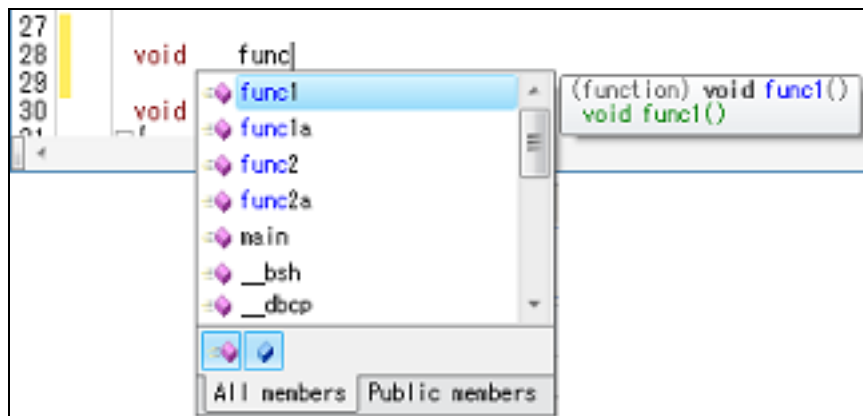 27
28 void func
29
30 void
31 {
func1
func1a
func2
func2a
main
__bsh
__dbcp
(function) void func1()
void func1()
All members Public members